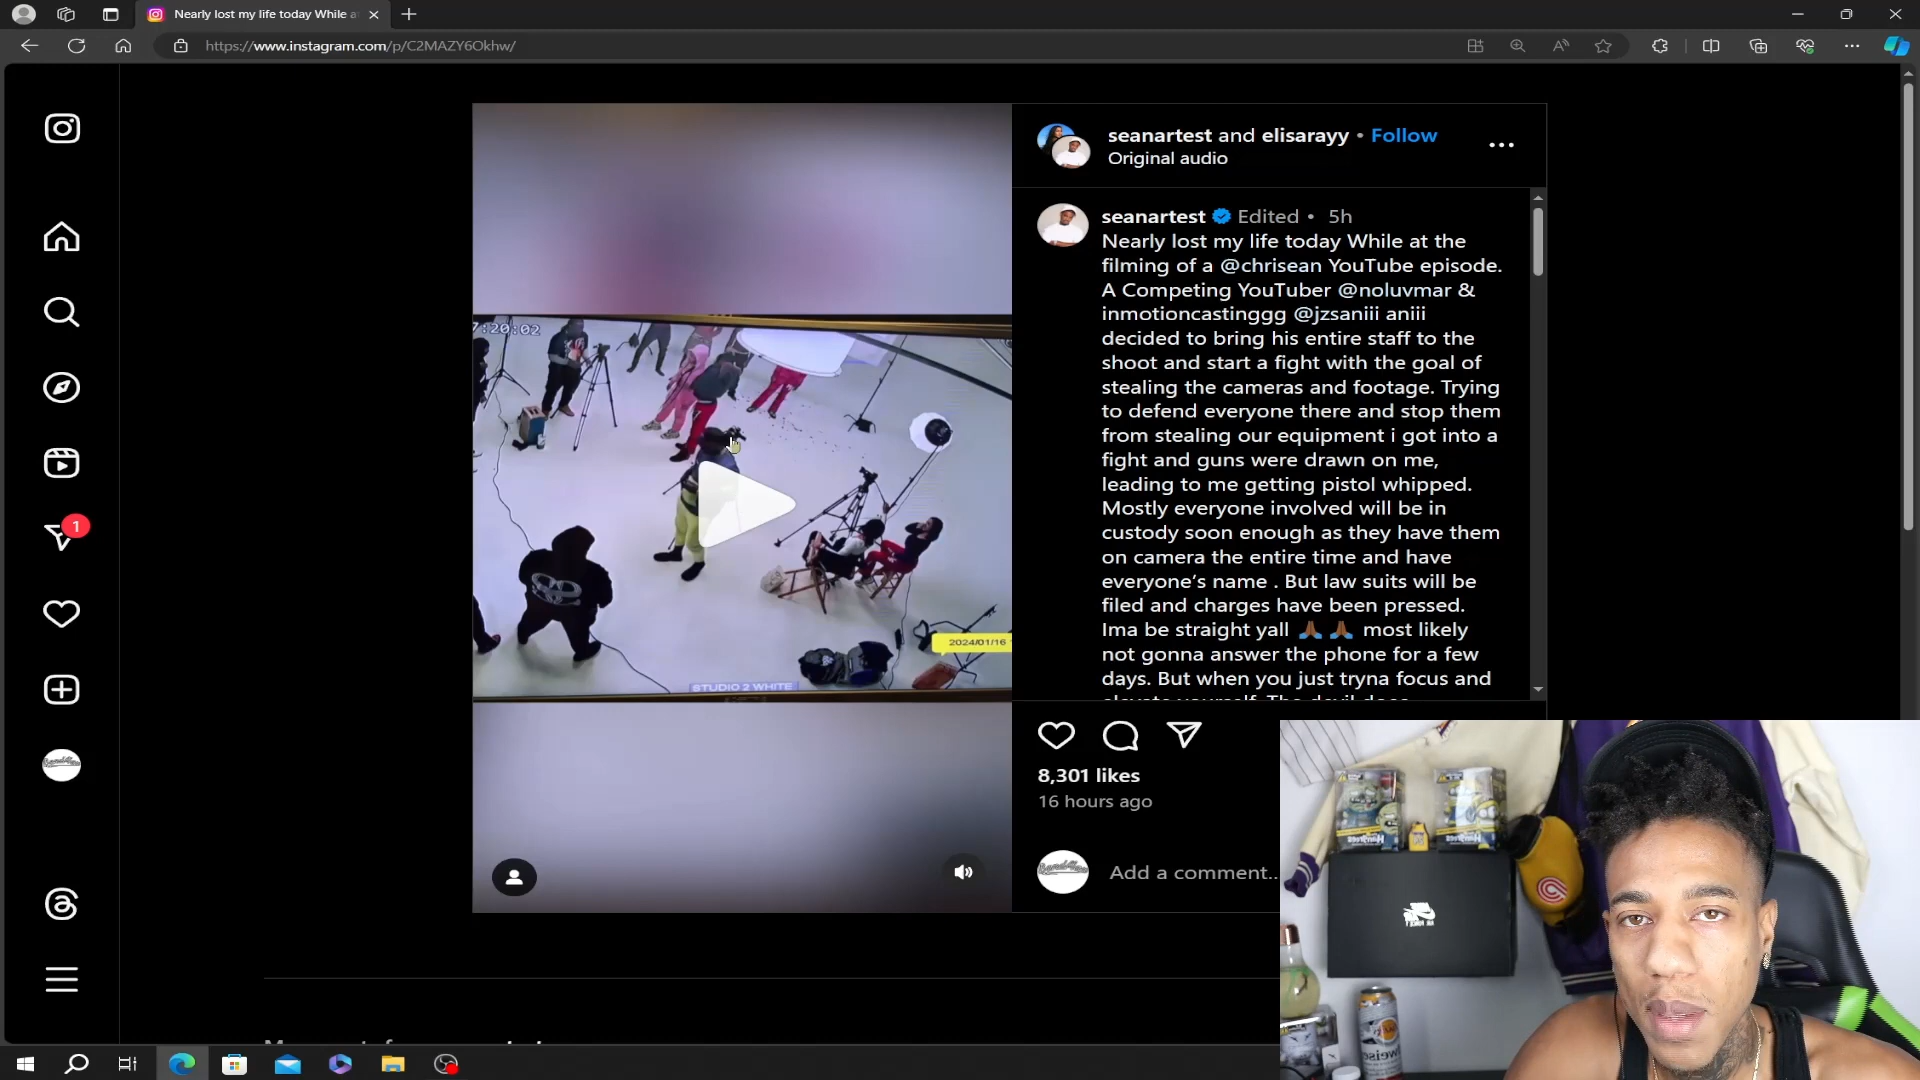 Nearly lost my life today While a
https://www.instagram.com/p/C2MAZY6Okhw/
seanartest and elisarayy • Follow
Original audio
seanartest Edited • 5h
Nearly lost my life today While at the
filming of a @chrisean YouTube episode.
A Competing YouTuber @noluvmar &
inmotioncastinggg @jzsaniii aniii
decided to bring his entire staff to the
shoot and start a fight with the goal of
stealing the cameras and footage. Trying
to defend everyone there and stop them
from stealing our equipment i got into a
fight and guns were drawn on me,
leading to me getting pistol whipped.
Mostly everyone involved will be in
custody soon enough as they have them
on camera the entire time and have
everyone's name . But law suits will be
filed and charges have been pressed.
Ima be straight yall 🙏🏾 🙏🏾 most likely
not gonna answer the phone for a few
days. But when you just tryna focus and
7:20:02
2024/01/16
STUDIO 2 WHITE
1
8,301 likes
16 hours ago
Add a comment..